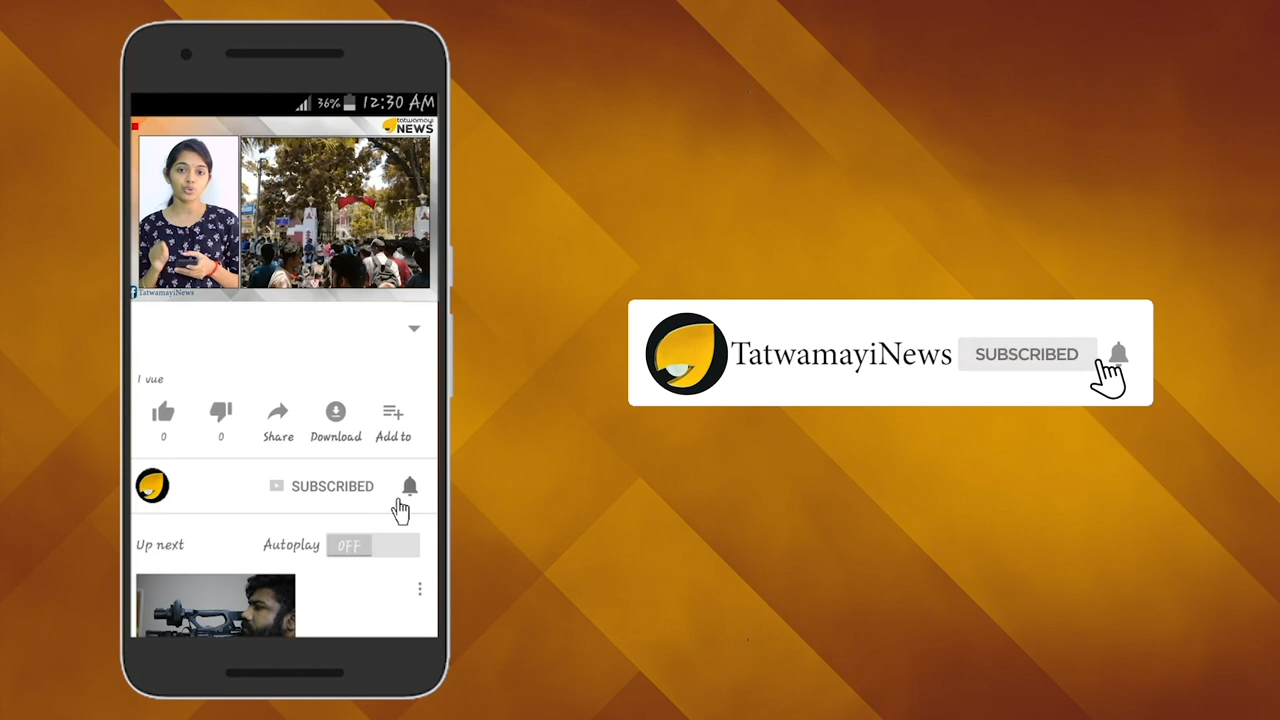 36% 12:30 AM
tatwamayi
NEWS
TatwamayiNews
1 vue
0 0 Share Download Add to
SUBSCRIBED
Up next Autoplay OFF
TatwamayiNews SUBSCRIBED